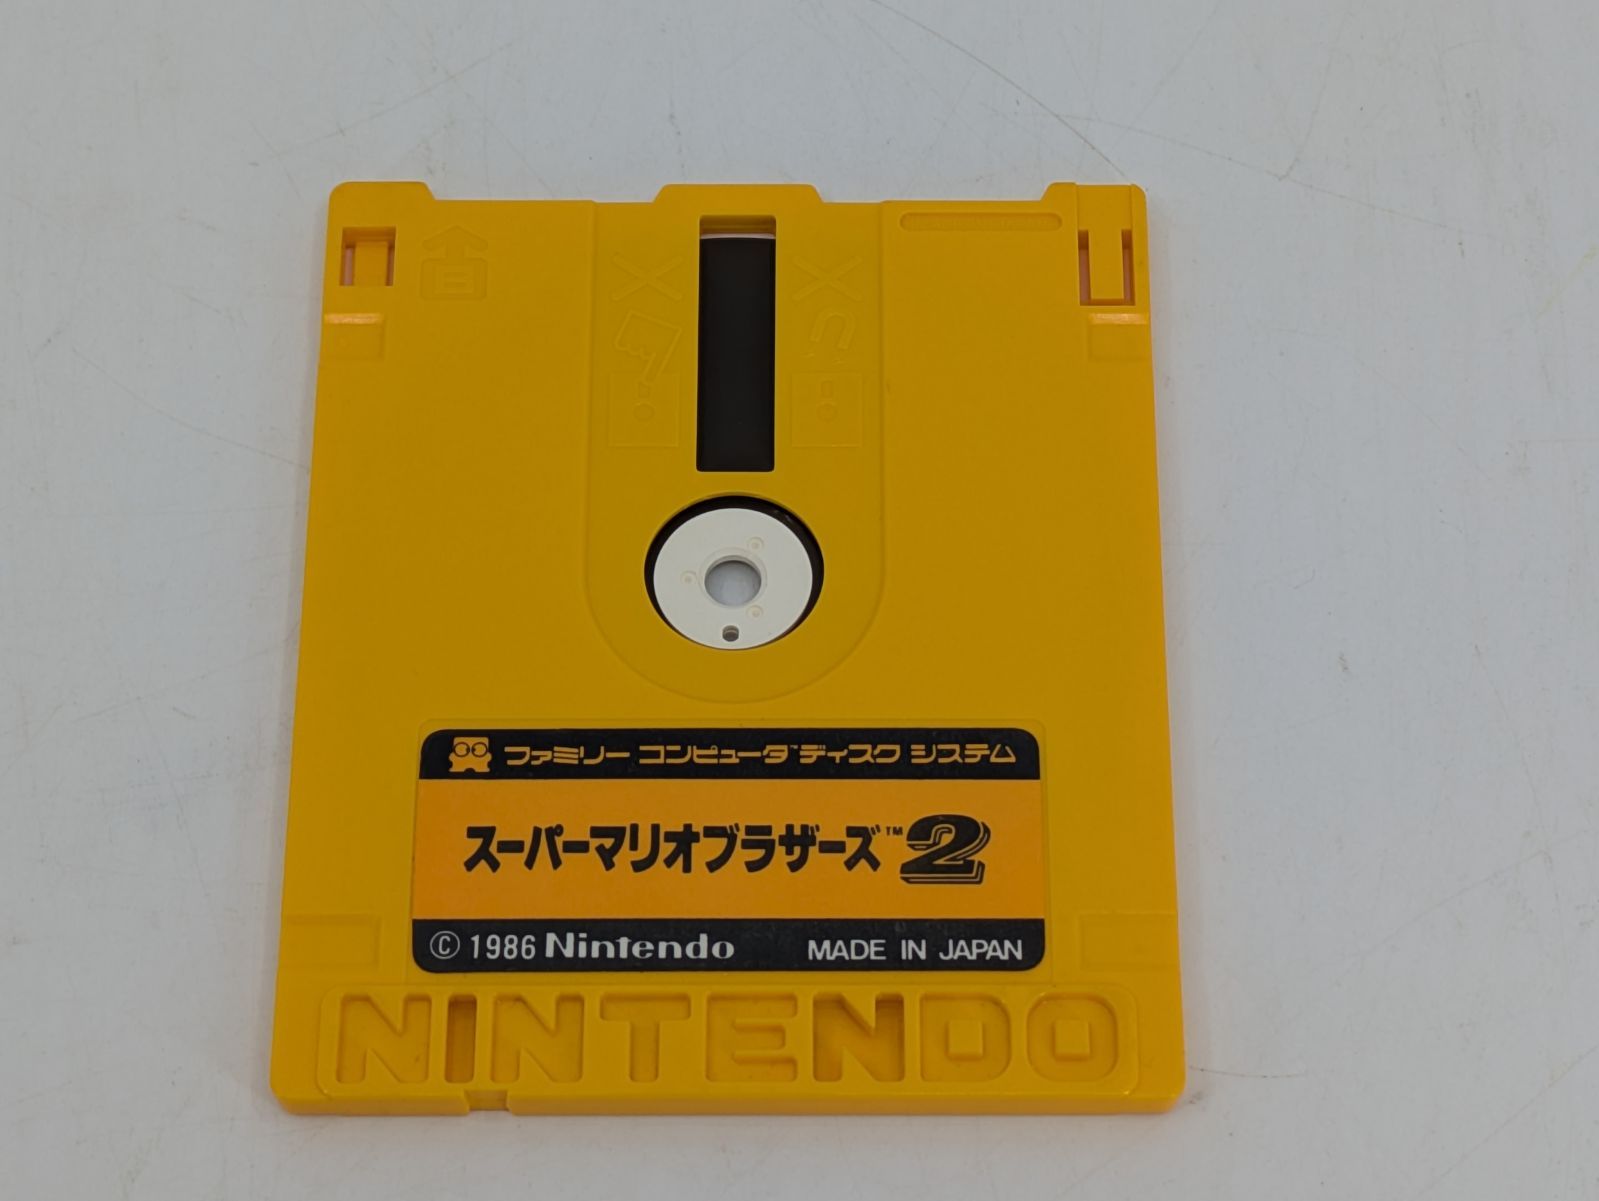 B
ファミリー コンピュータ™ ディスク システム
スーパーマリオブラザーズ™2
© 1986 Nintendo MADE IN JAPAN
NINTENDO